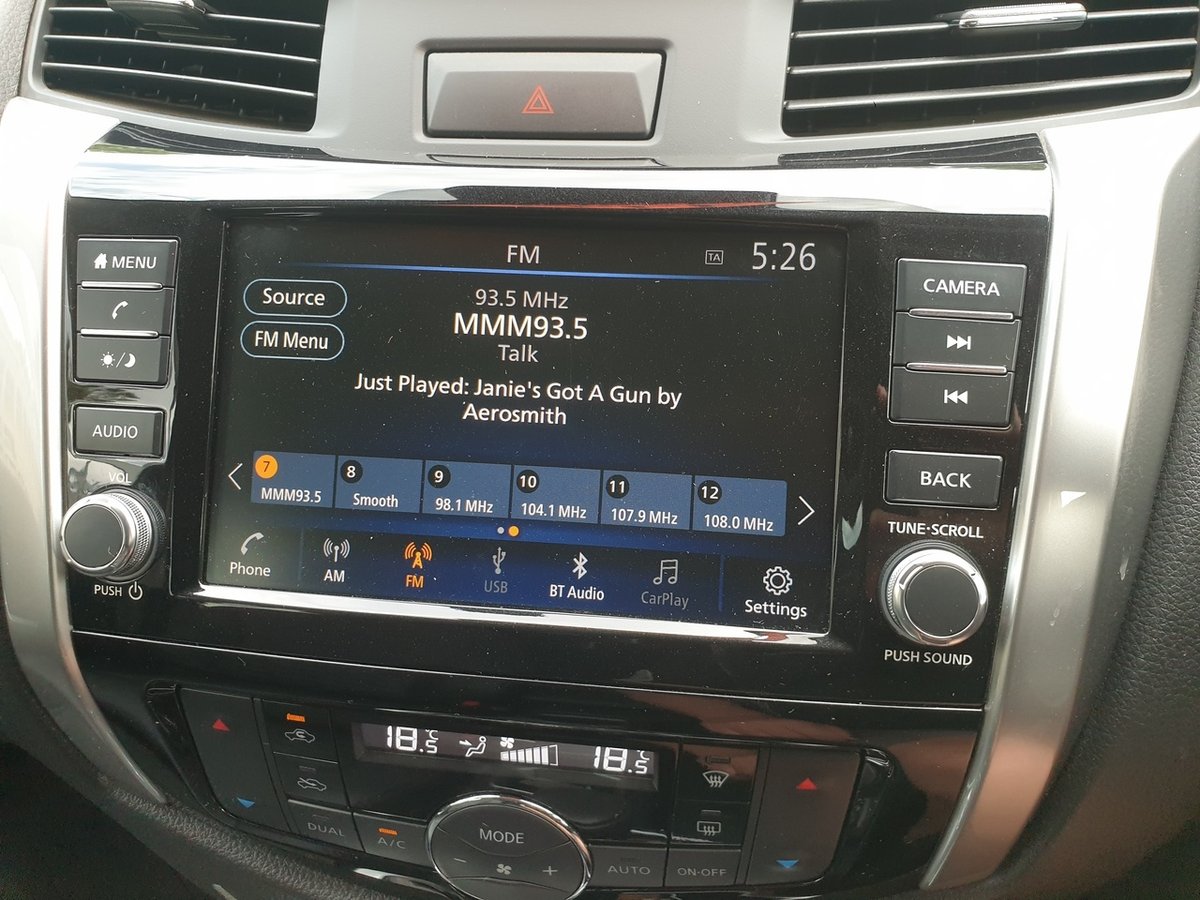 FM
TA
5:26
MENU
Source
FM Menu
93.5 MHz
MMM93.5
Talk
Just Played: Janie's Got A Gun by
Aerosmith
7
MMM93.5
8
Smooth
9
98.1 MHz
10
104.1 MHz
11
107.9 MHz
12
108.0 MHz
Phone
AM
FM
USB
BT Audio
CarPlay
Settings
AUDIO
VOL
PUSH
CAMERA
BACK
TUNE·SCROLL
PUSH SOUND
18.5°C
18.5°C
DUAL
A/C
MODE
AUTO
ON·OFF